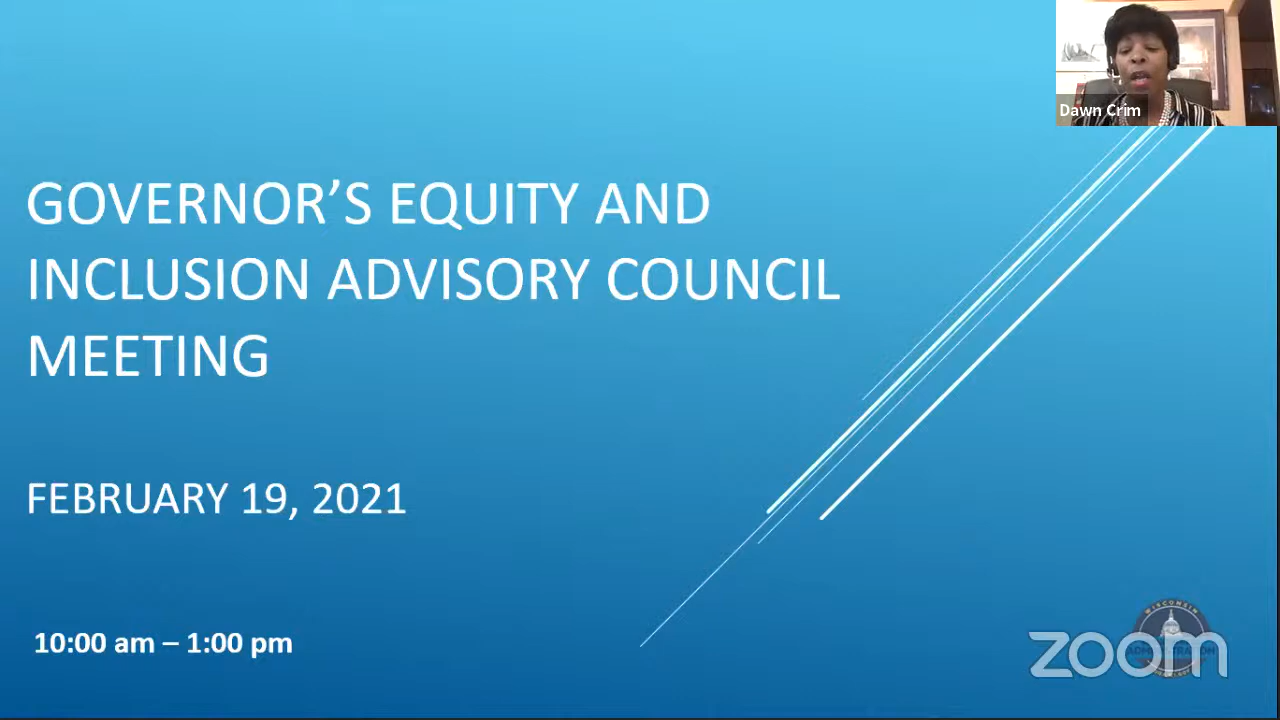 Dawn Crim
GOVERNOR’S EQUITY AND
INCLUSION ADVISORY COUNCIL
MEETING
FEBRUARY 19, 2021
10:00 am – 1:00 pm
WISCONSIN
zoom